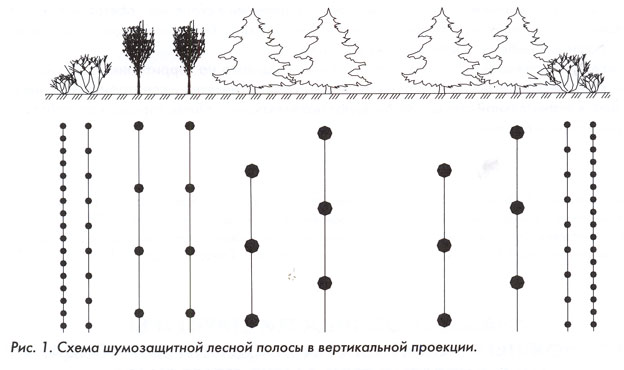 Рис. 1. Схема шумозащитной лесной полосы в вертикальной проекции.